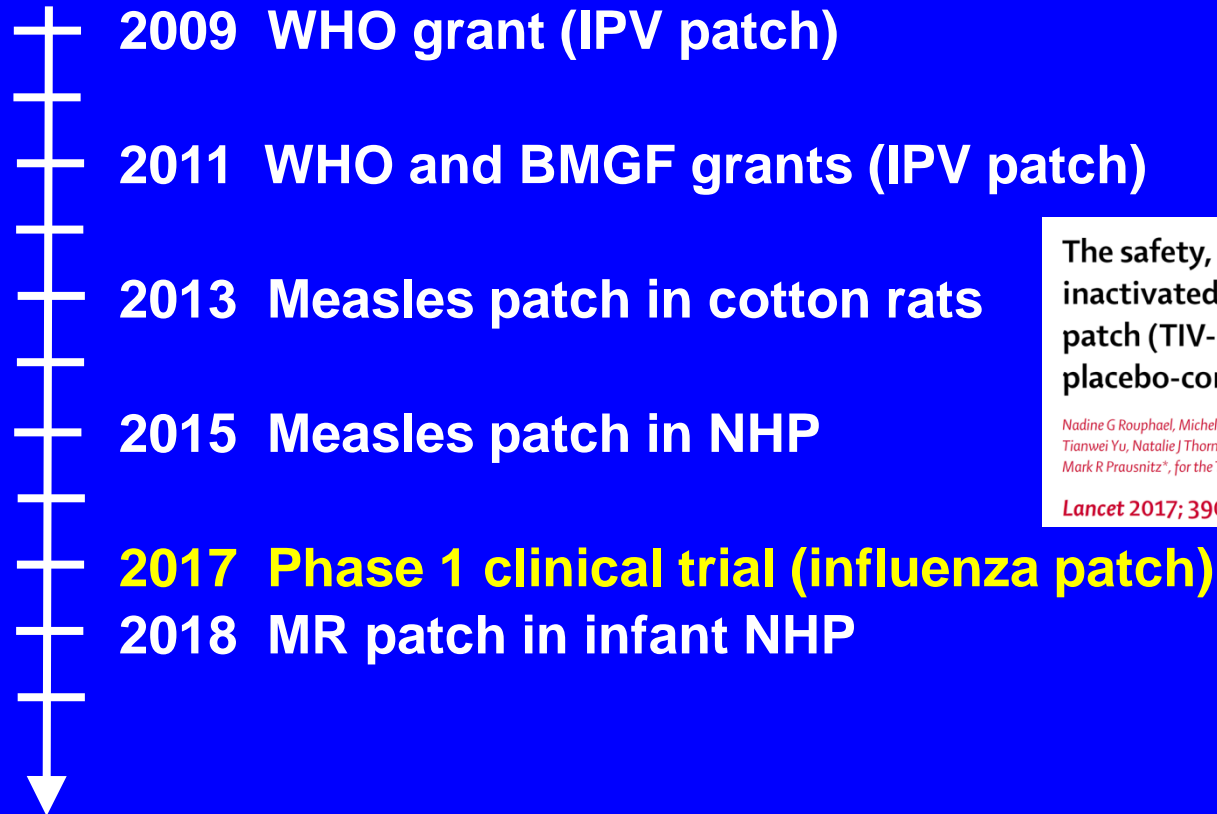 2009 WHO grant (IPV patch)
2011 WHO and BMGF grants (IPV patch)
2013 Measles patch in cotton rats
2015 Measles patch in NHP
2017 Phase 1 clinical trial (influenza patch)
2018 MR patch in infant NHP
The safety,
inactivated
patch (TIV-
placebo-con
Nadine G Rouphael, Michel
Tianwei Yu, Natalie J Thorn
Mark R Prausnitz*, for the
Lancet 2017; 390